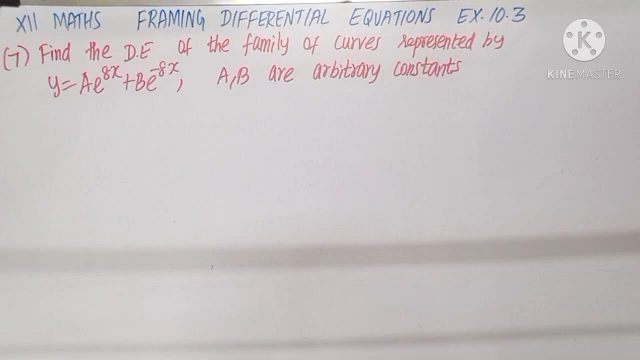 XII MATHS FRAMING DIFFERENTIAL EQUATIONS EX. 10.3
(7) Find the D.E of the family of curves represented by
y = Ae^8x + Be^-8x, A,B are arbitrary constants
KINEMASTER